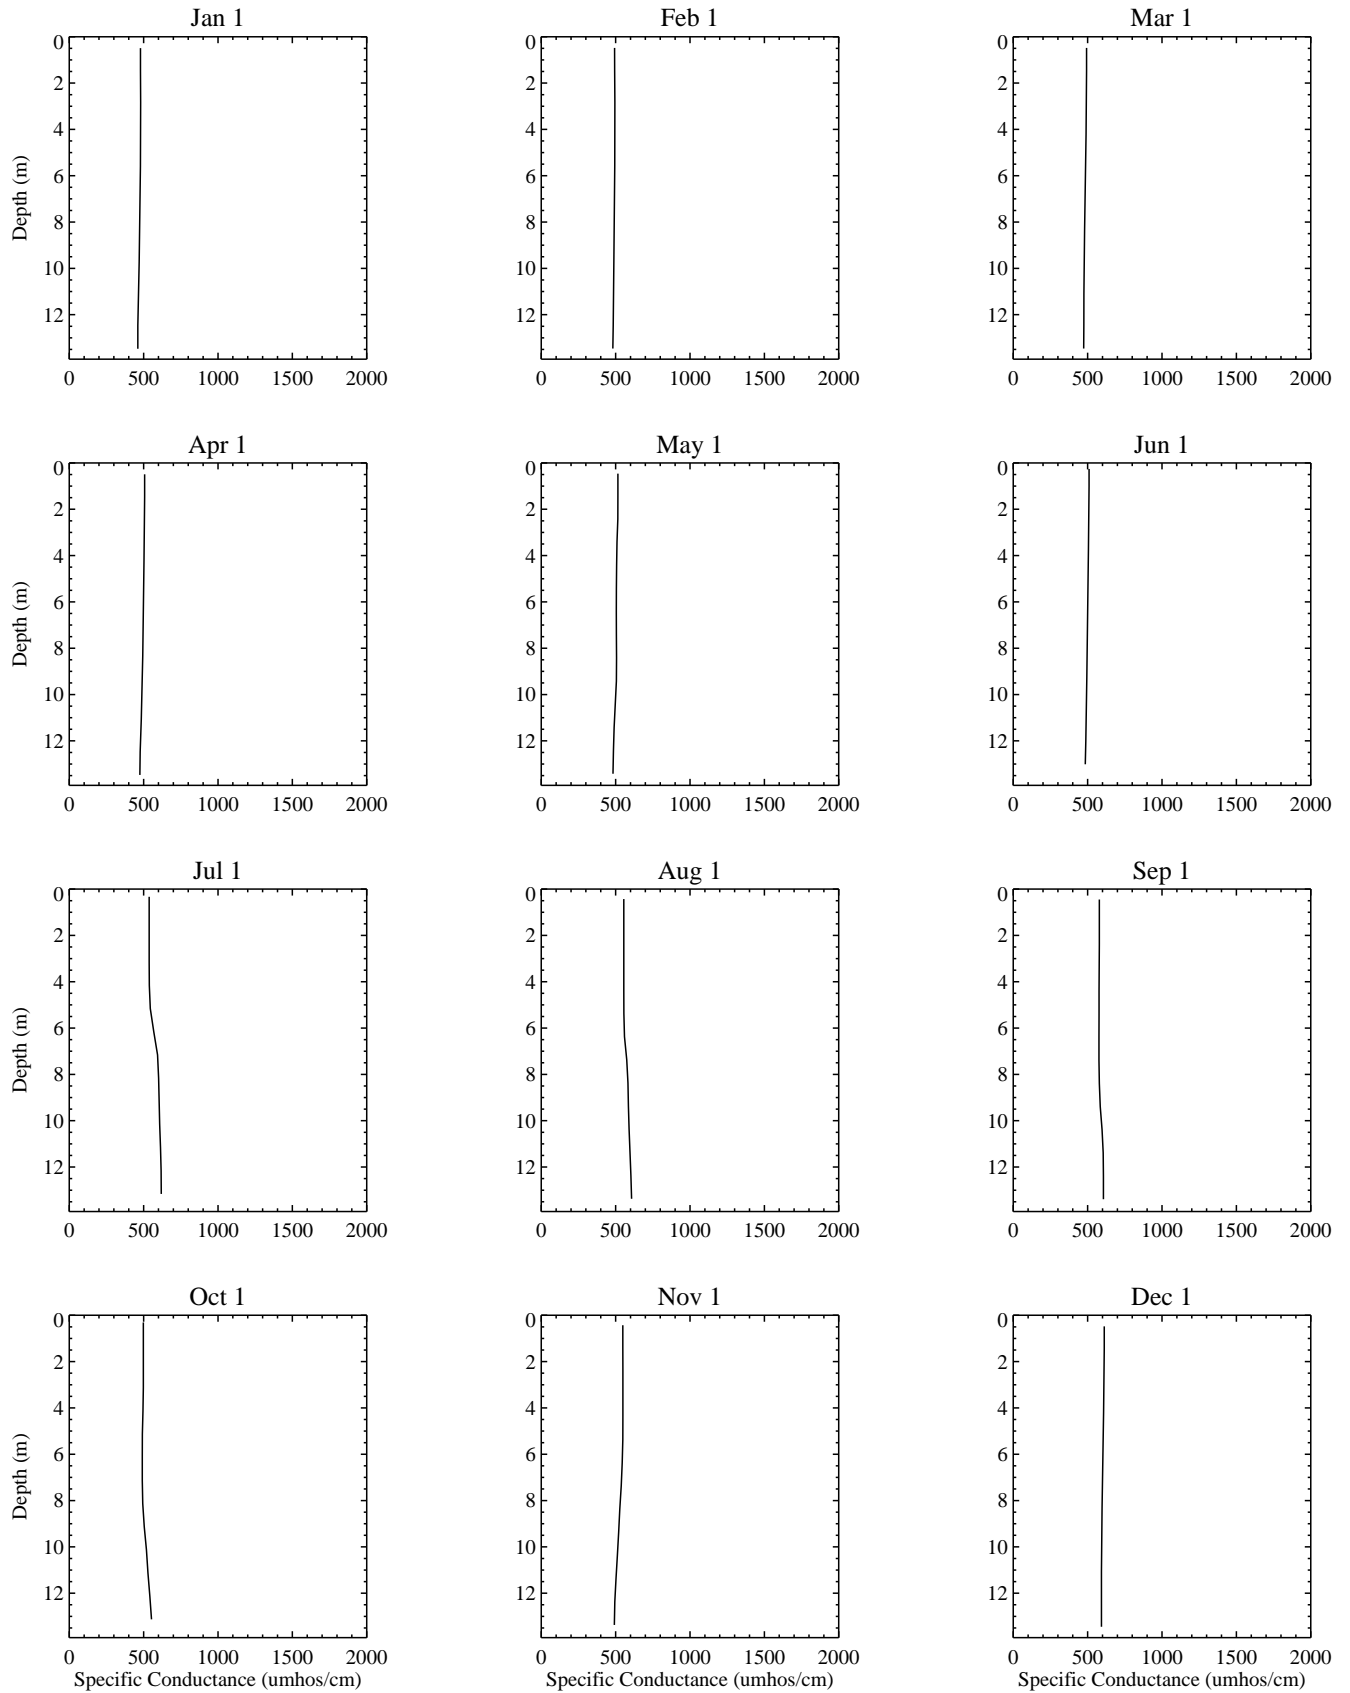 Jan 1 Feb 1 Mar 1
0 0 0
2 2 2
4 4 4
Depth (m)
6 6 6
8 8 8
10 10 10
12 12 12
0 500 1000 1500 2000 0 500 1000 1500 2000 0 500 1000 1500 2000
Apr 1 May 1 Jun 1
0 0 0
2 2 2
4 4 4
Depth (m)
6 6 6
8 8 8
10 10 10
12 12 12
0 500 1000 1500 2000 0 500 1000 1500 2000 0 500 1000 1500 2000
Jul 1 Aug 1 Sep 1
0 0 0
2 2 2
4 4 4
Depth (m)
6 6 6
8 8 8
10 10 10
12 12 12
0 500 1000 1500 2000 0 500 1000 1500 2000 0 500 1000 1500 2000
Oct 1 Nov 1 Dec 1
0 0 0
2 2 2
4 4 4
Depth (m)
6 6 6
8 8 8
10 10 10
12 12 12
0 500 1000 1500 2000 0 500 1000 1500 2000 0 500 1000 1500 2000
Specific Conductance (umhos/cm) Specific Conductance (umhos/cm) Specific Conductance (umhos/cm)